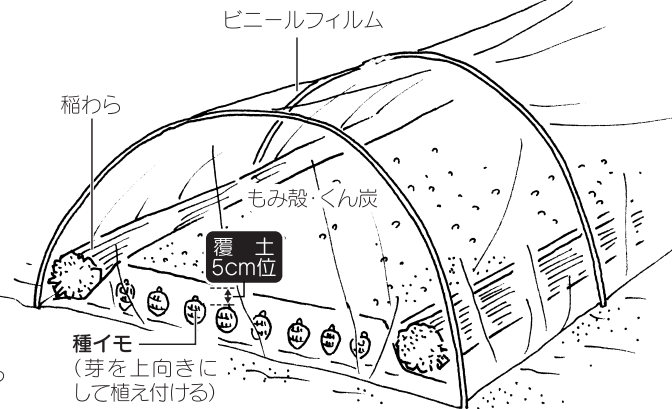 ビニールフィルム
稲わら
もみ殻·くん炭
覆 土
5cm位
種イモ
(芽を上向きに
して植え付ける)